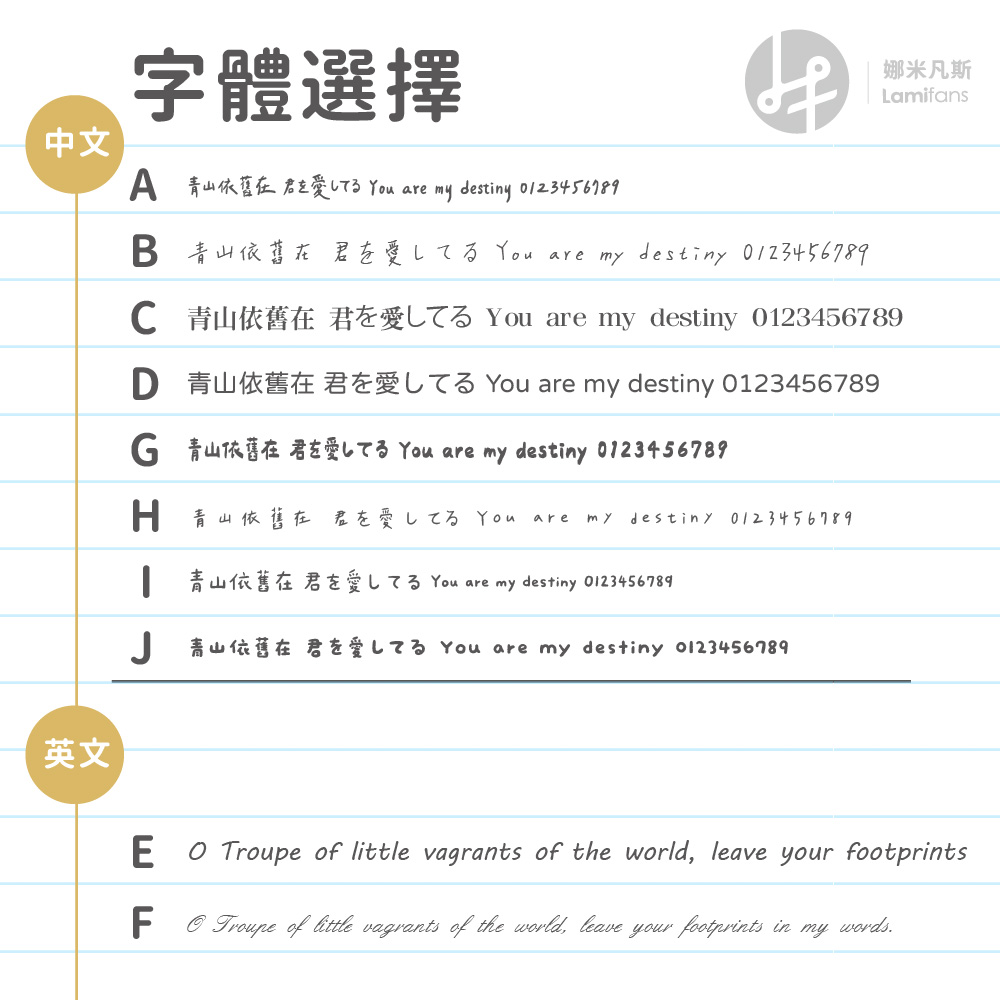 字體選擇
娜米凡斯
Lamifans
中文
A 青山依舊在 君を愛してる You are my destiny 0123456789
B 青山依舊在 君を愛してる You are my destiny 0123456789
C 青山依舊在 君を愛してる You are my destiny 0123456789
D 青山依舊在 君を愛してる You are my destiny 0123456789
G 青山依舊在 君を愛してる You are my destiny 0123456789
H 青山依舊在 君を愛してる You are my destiny 0123456789
I 青山依舊在 君を愛してる You are my destiny 0123456789
J 青山依舊在 君を愛してる You are my destiny 0123456789
英文
E O Troupe of little vagrants of the world, leave your footprints
F O Troupe of little vagrants of the world, leave your footprints in my words.